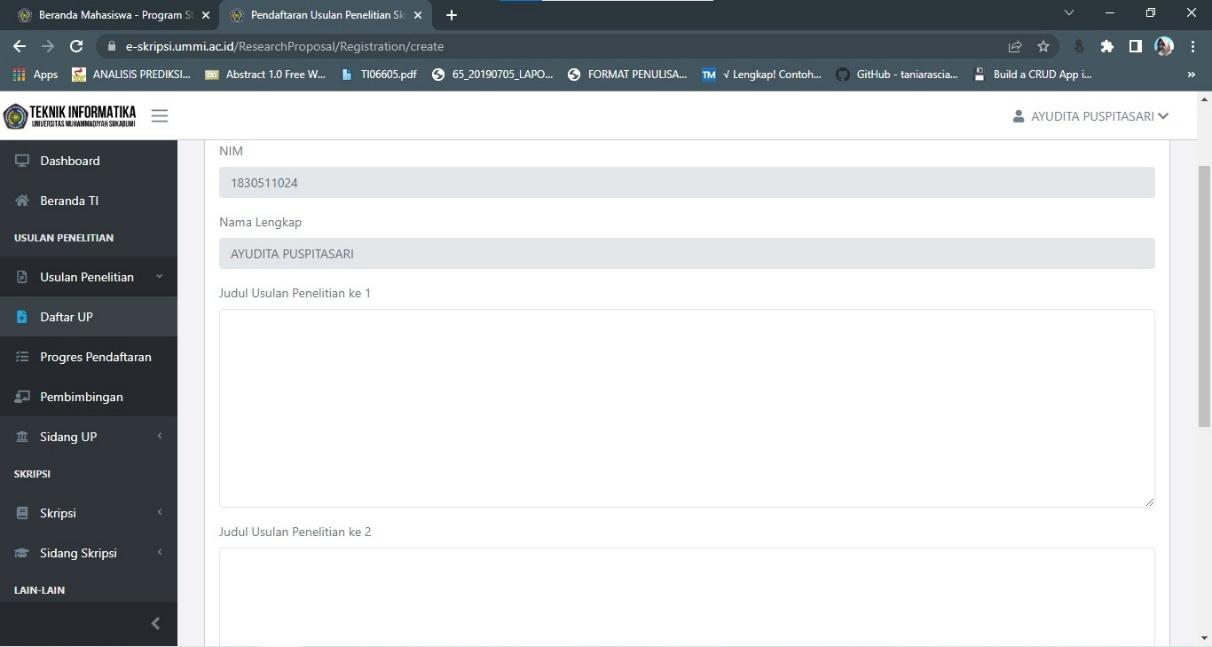 Beranda Mahasiswa - Program St
Pendaftaran Usulan Penelitian Sk
e-skripsi.ummi.ac.id/ResearchProposal/Registration/create
Apps
ANALISIS PREDIKSI...
Abstract 1.0 Free W...
TI06605.pdf
65_20190705_LAPO...
FORMAT PENULISA...
TM
√ Lengkap! Contoh...
GitHub - taniarascia...
Build a CRUD App i...
»
TEKNIK INFORMATIKA
UNIVERSITAS MUHAMMADIYAH SUKABUMI
AYUDITA PUSPITASARI
Dashboard
Beranda TI
USULAN PENELITIAN
Usulan Penelitian
Daftar UP
Progres Pendaftaran
Pembimbingan
Sidang UP
SKRIPSI
Skripsi
Sidang Skripsi
LAIN-LAIN
NIM
1830511024
Nama Lengkap
AYUDITA PUSPITASARI
Judul Usulan Penelitian ke 1
Judul Usulan Penelitian ke 2